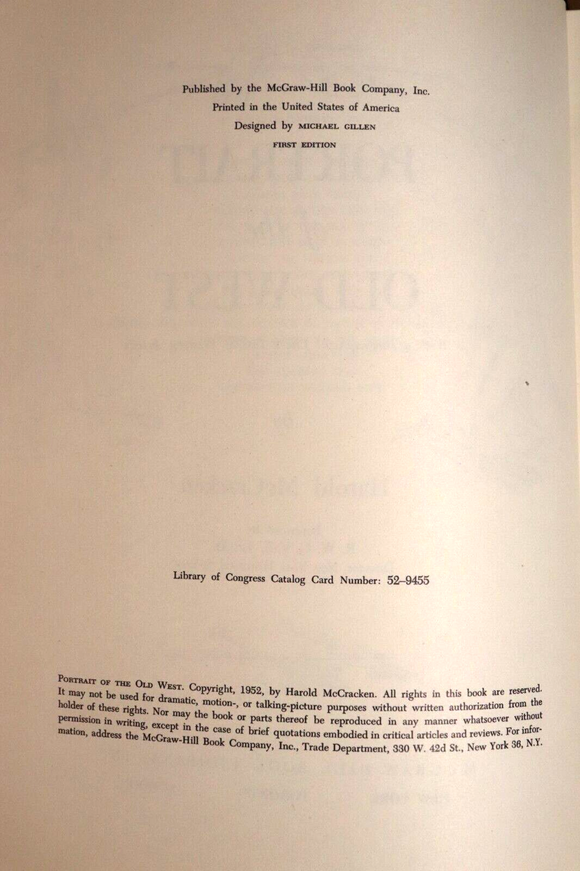 Published by the McGraw-Hill Book Company, Inc.
Printed in the United States of America
Designed by MICHAEL GILLEN
FIRST EDITION
PORTRAIT
OLD WEST
Harold McCracken
Library of Congress Catalog Card Number: 52–9455
PORTRAIT OF THE OLD WEST. Copyright, 1952, by Harold McCracken. All rights in this book are reserved.
It may not be used for dramatic, motion-, or talking-picture purposes without written authorization from the
holder of these rights. Nor may the book or parts thereof be reproduced in any manner whatsoever without
permission in writing, except in the case of brief quotations embodied in critical articles and reviews. For infor-
mation, address the McGraw-Hill Book Company, Inc., Trade Department, 330 W. 42d St., New York 36, N.Y.